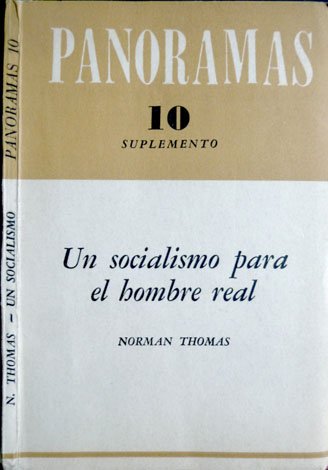 PANORAMAS
10
SUPLEMENTO
Un socialismo para
el hombre real
NORMAN THOMAS
N. THOMAS – UN SOCIALISMO PANORAMAS 10